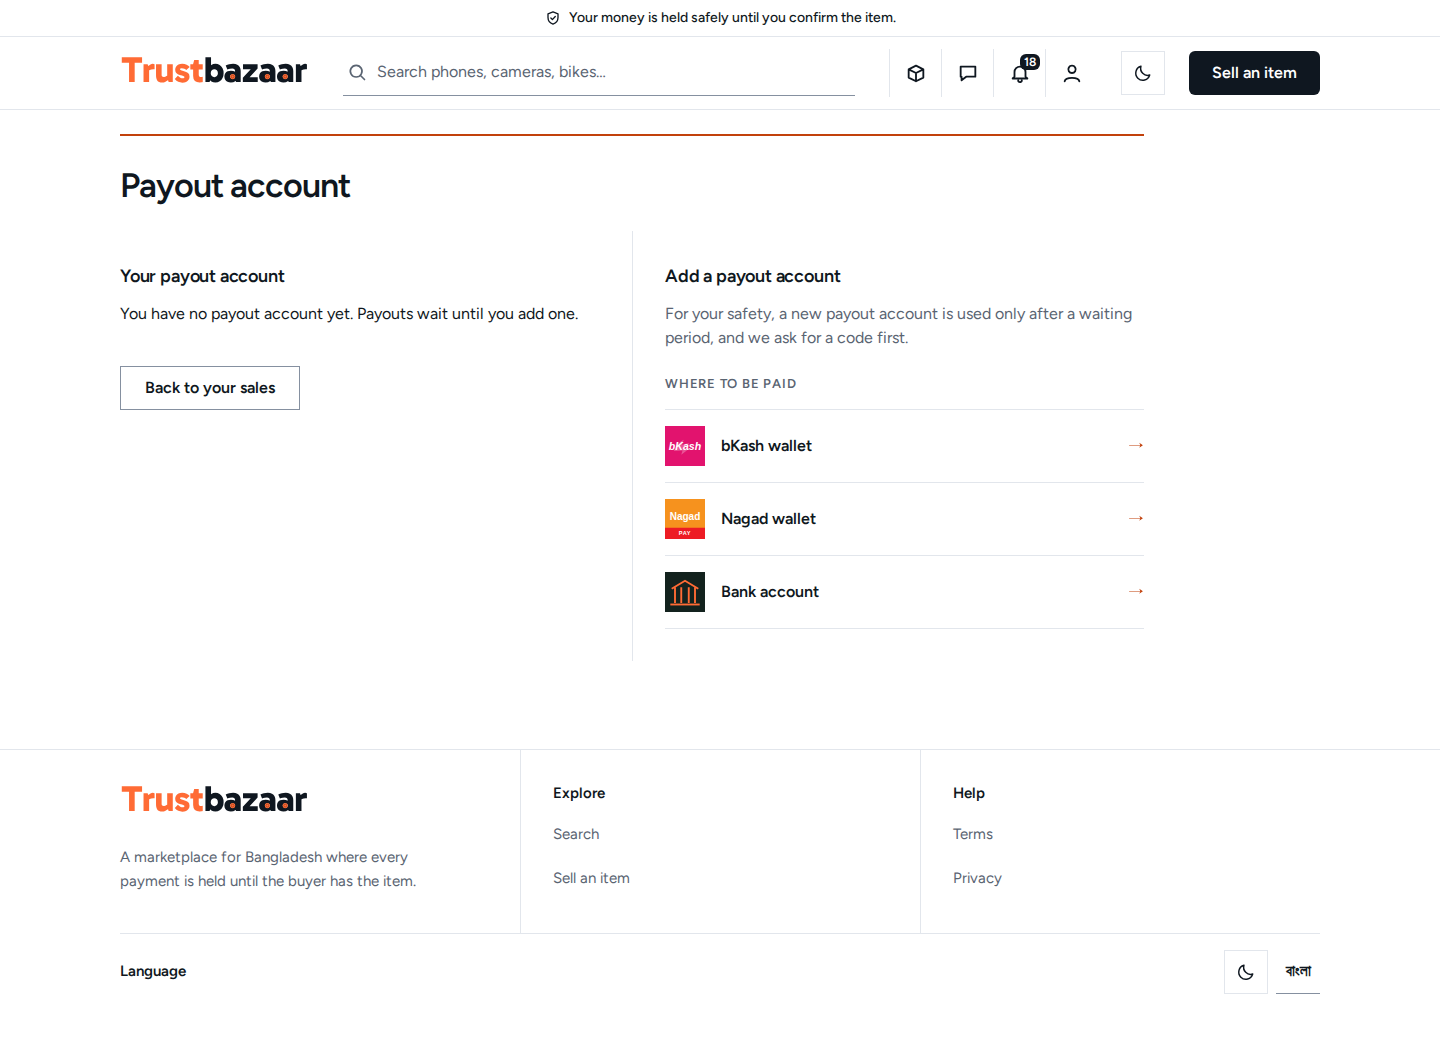 Your money is held safely until you confirm the item.
Trustbazaar
Search phones, cameras, bikes...
18
Sell an item
Payout account
Your payout account
You have no payout account yet. Payouts wait until you add one.
Back to your sales
Add a payout account
For your safety, a new payout account is used only after a waiting
period, and we ask for a code first.
WHERE TO BE PAID
bKash
bKash wallet
Nagad
PAY
Nagad wallet
Bank account
Trustbazaar
A marketplace for Bangladesh where every
payment is held until the buyer has the item.
Explore
Search
Sell an item
Help
Terms
Privacy
Language
বাংলা